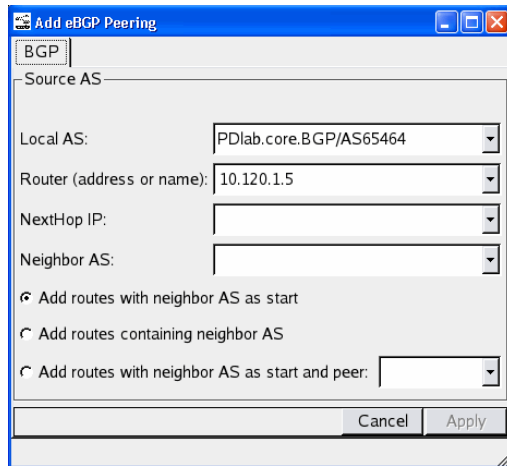 Add eBGP Peering
BGP
Source AS
Local AS: PDlab.core.BGP/AS65464
Router (address or name): 10.120.1.5
NextHop IP:
Neighbor AS:
Add routes with neighbor AS as start
Add routes containing neighbor AS
Add routes with neighbor AS as start and peer:
Cancel Apply